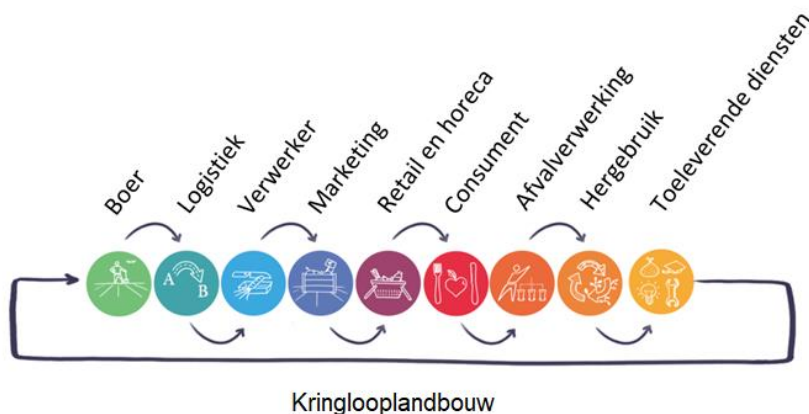 Boer
Logistiek
Verwerker
Marketing
Retail en horeca
Consument
Afvalverwerking
Hergebruik
Toeleverende diensten
A
B
Kringlooplandbouw